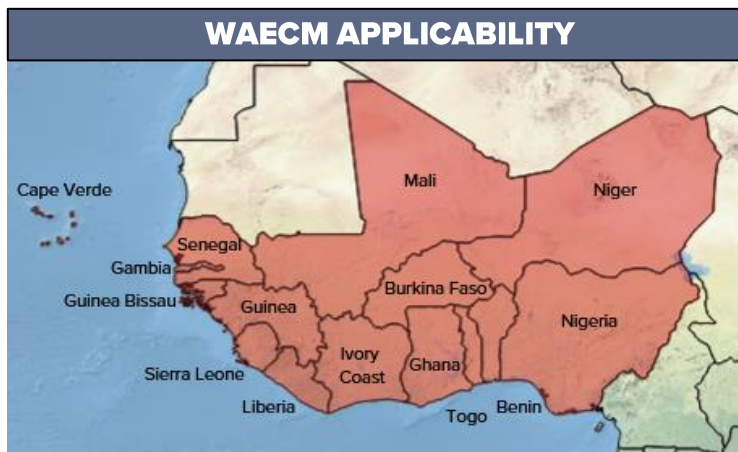 WAECM APPLICABILITY
Cape Verde
Mali
Niger
Senegal
Gambia
Guinea Bissau
Guinea
Burkina Faso
Nigeria
Sierra Leone
Ivory
Coast
Ghana
Liberia
Togo
Benin